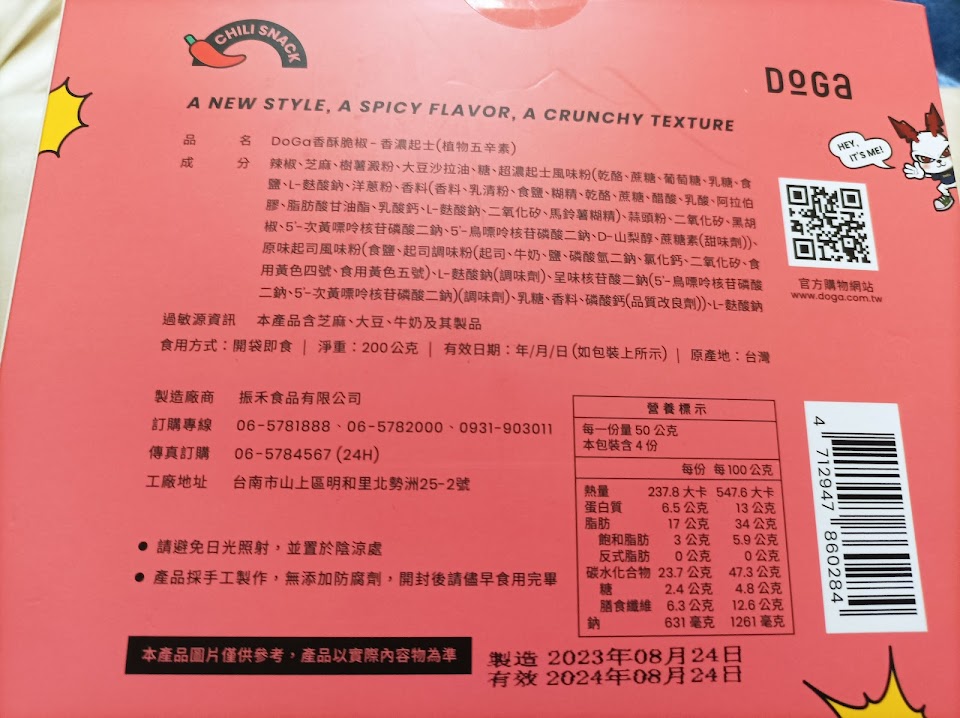 CHILI SNACK
DoGa
A NEW STYLE, A SPICY FLAVOR, A CRUNCHY TEXTURE
HEY,
IT'S ME!
品 名 DoGa香酥脆椒-香濃起士(植物五辛素)
成 分 辣椒、芝麻、樹薯澱粉、大豆沙拉油、糖、超濃起士風味粉(乾酪、蔗糖、葡萄糖、乳糖、食
鹽、L-麩酸鈉、洋蔥粉、香料(香料、乳清粉、食鹽、糊精、乾酪、蔗糖、醋酸、乳酸、阿拉伯
膠、脂肪酸甘油酯、乳酸鈣、L-麩酸鈉、二氧化矽、馬鈴薯糊精)、蒜頭粉、二氧化矽、黑胡
椒、5'-次黃嘌呤核苷磷酸二鈉、5'-鳥嘌呤核苷磷酸二鈉、D-山梨醇、蔗糖素(甜味劑))、
原味起司風味粉(食鹽、起司調味粉(起司、牛奶、鹽、磷酸氫二鈉、氯化鈣、二氧化矽、食
用黃色四號、食用黃色五號)、L-麩酸鈉(調味劑)、呈味核苷酸二鈉(5'-鳥嘌呤核苷磷酸
二鈉、5'-次黃嘌呤核苷磷酸二鈉)(調味劑)、乳糖、香料、磷酸鈣(品質改良劑))、L-麩酸鈉
官方購物網站
www.doga.com.tw
過敏源資訊 本產品含芝麻、大豆、牛奶及其製品
食用方式：開袋即食 | 淨重：200公克 | 有效日期：年/月/日(如包裝上所示) | 原產地：台灣
製造廠商 振禾食品有限公司
訂購專線 06-5781888、06-5782000、0931-903011
傳真訂購 06-5784567 (24H)
工廠地址 台南市山上區明和里北勢洲25-2號
● 請避免日光照射，並置於陰涼處
● 產品採手工製作，無添加防腐劑，開封後請儘早食用完畢
營養標示
每一份量 50 公克
本包裝含 4 份
每份 每 100 公克
熱量 237.8 大卡 547.6 大卡
蛋白質 6.5 公克 13 公克
脂肪 17 公克 34 公克
飽和脂肪 3 公克 5.9 公克
反式脂肪 0 公克 0 公克
碳水化合物 23.7 公克 47.3 公克
糖 2.4 公克 4.8 公克
膳食纖維 6.3 公克 12.6 公克
鈉 631 毫克 1261 毫克
4 712947 860284
本產品圖片僅供參考，產品以實際內容物為準
製造 2023年08月24日
有效 2024年08月24日